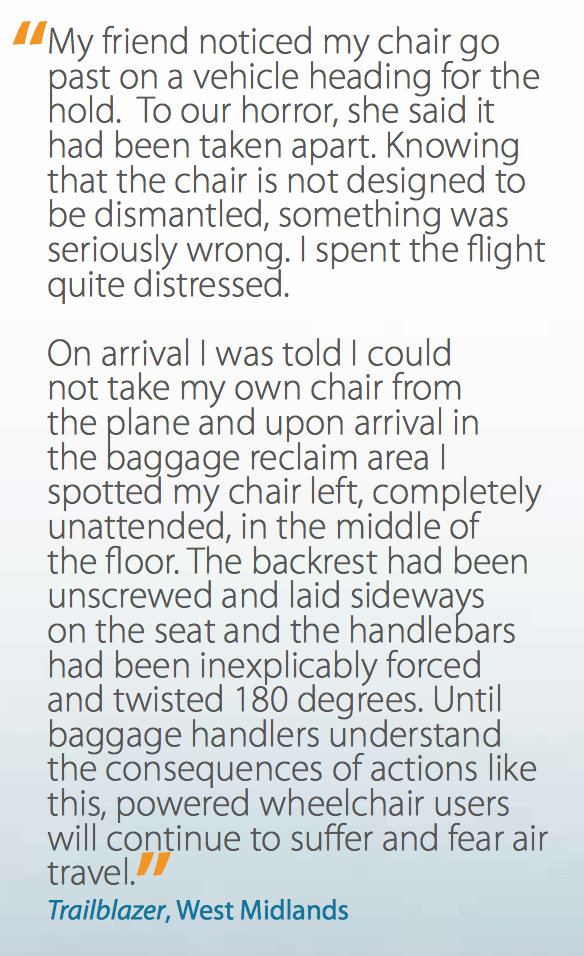 “My friend noticed my chair go
past on a vehicle heading for the
hold.  To our horror, she said it
had been taken apart. Knowing
that the chair is not designed to
be dismantled, something was
seriously wrong. I spent the flight
quite distressed.
On arrival I was told I could
not take my own chair from
the plane and upon arrival in
the baggage reclaim area I
spotted my chair left, completely
unattended, in the middle of
the floor. The backrest had been
unscrewed and laid sideways
on the seat and the handlebars
had been inexplicably forced
and twisted 180 degrees. Until
baggage handlers understand
the consequences of actions like
this, powered wheelchair users
will continue to suffer and fear air
travel.”
Trailblazer, West Midlands